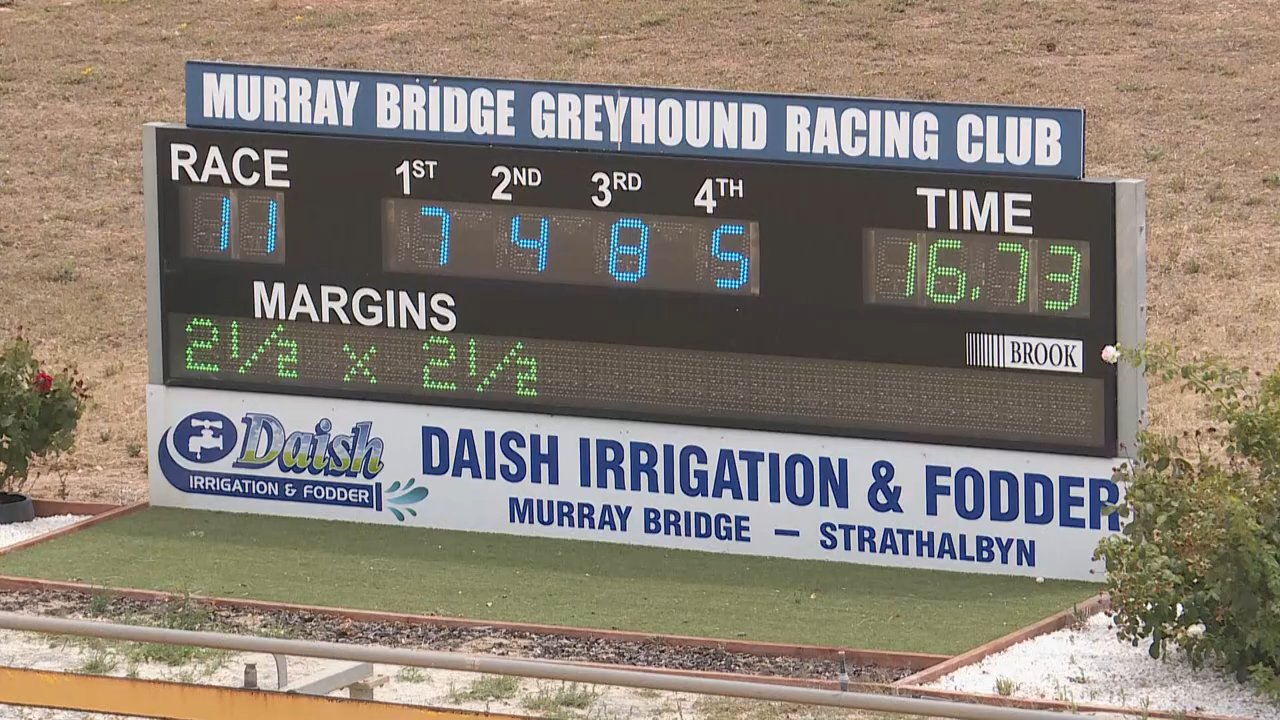 MURRAY BRIDGE GREYHOUND RACING CLUB
RACE 1ST 2ND 3RD 4TH TIME
11 7 4 8 5 16.73
MARGINS
2½ x 2½
BROOK
Daish
IRRIGATION & FODDER
DAISH IRRIGATION & FODDER
MURRAY BRIDGE – STRATHALBYN